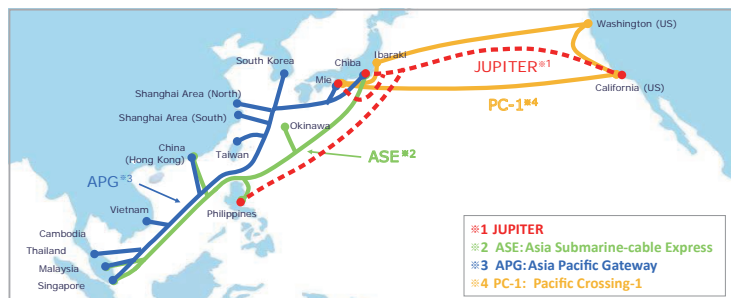 Washington (US)
Ibaraki
South Korea
Chiba
JUPITER※1
Mie
California (US)
Shanghai Area (North)
PC-1※4
Shanghai Area (South)
Okinawa
China
(Hong Kong)
Taiwan
ASE※2
APG※3
Vietnam
Philippines
Cambodia
Thailand
Malaysia
Singapore
※1 JUPITER
※2 ASE: Asia Submarine-cable Express
※3 APG: Asia Pacific Gateway
※4 PC-1: Pacific Crossing-1